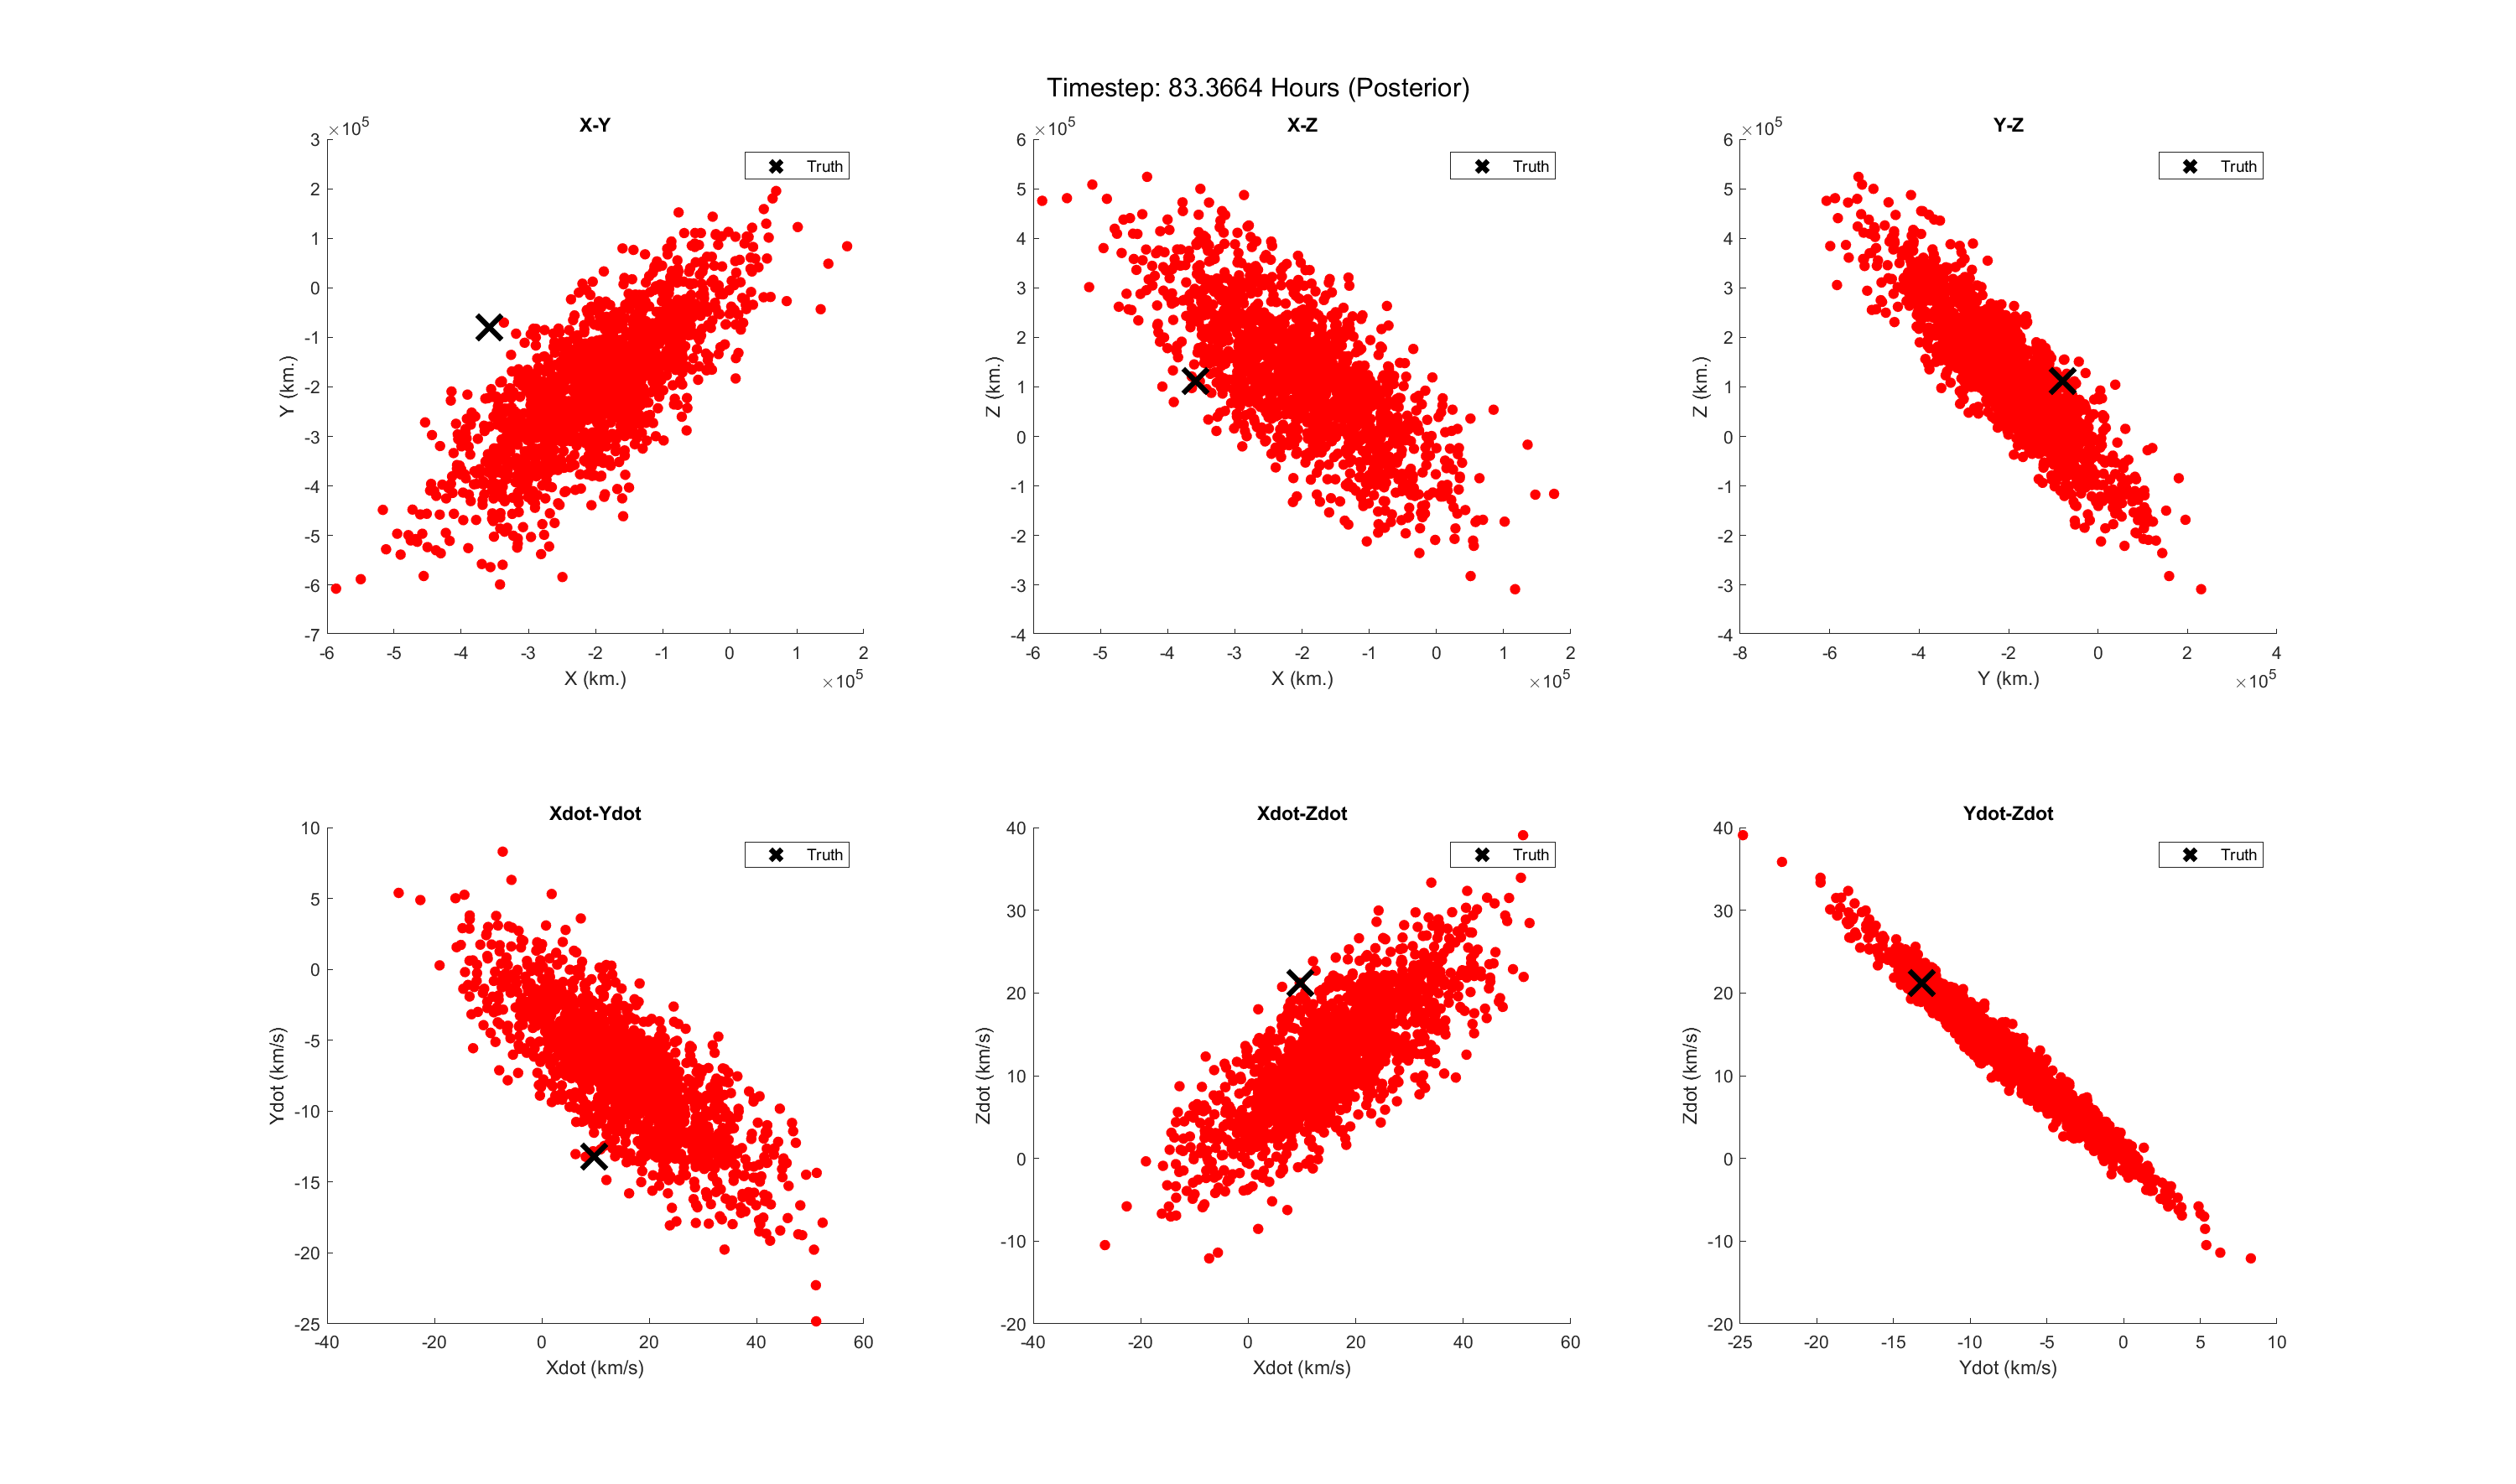 Timestep: 83.3664 Hours (Posterior)
X-Y
×10^5
Truth
3
2
1
0
-1
-2
-3
-4
-5
-6
-7
Y (km.)
-6 -5 -4 -3 -2 -1 0 1 2
X (km.)
×10^5
X-Z
×10^5
Truth
6
5
4
3
2
1
0
-1
-2
-3
-4
Z (km.)
-6 -5 -4 -3 -2 -1 0 1 2
X (km.)
×10^5
Y-Z
×10^5
Truth
6
5
4
3
2
1
0
-1
-2
-3
-4
Z (km.)
-8 -6 -4 -2 0 2 4
Y (km.)
×10^5
Xdot-Ydot
Truth
10
5
0
-5
-10
-15
-20
-25
Ydot (km/s)
-40 -20 0 20 40 60
Xdot (km/s)
Xdot-Zdot
Truth
40
30
20
10
0
-10
-20
Zdot (km/s)
-40 -20 0 20 40 60
Xdot (km/s)
Ydot-Zdot
Truth
40
30
20
10
0
-10
-20
Zdot (km/s)
-25 -20 -15 -10 -5 0 5 10
Ydot (km/s)